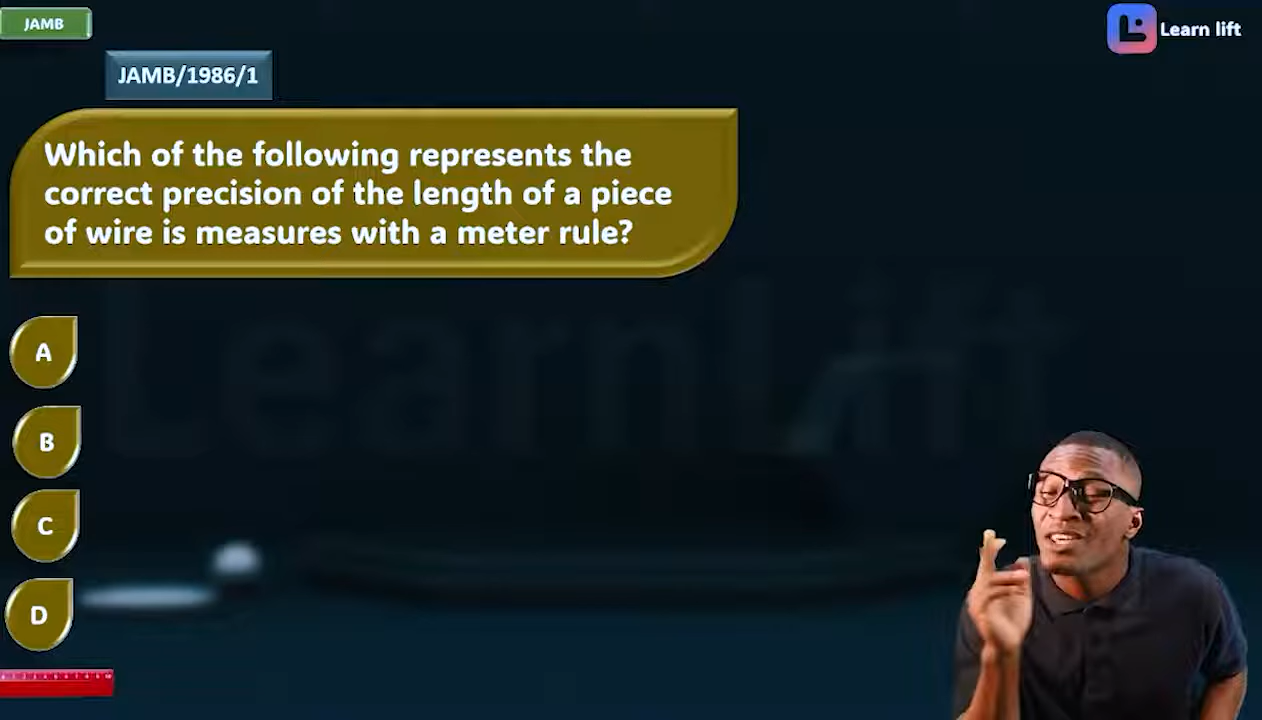 JAMB
Learn lift
JAMB/1986/1
Which of the following represents the
correct precision of the length of a piece
of wire is measures with a meter rule?
LearnLift
A
B
C
D